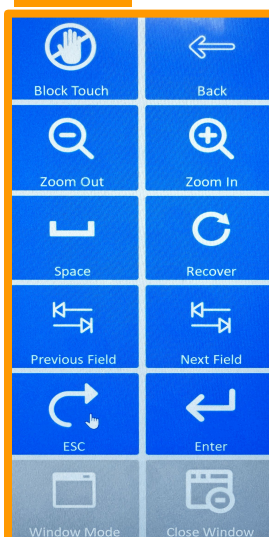 Block Touch
Back
Zoom Out
Zoom In
Space
Recover
Previous Field
Next Field
ESC
Enter
Window Mode
Close Window